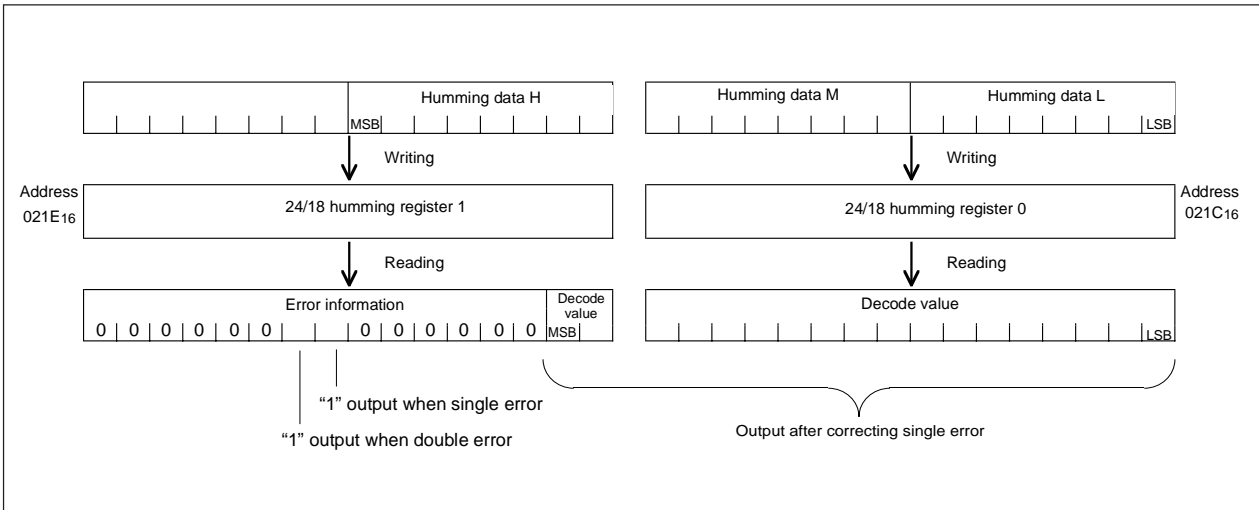 Humming data H
Humming data M
Humming data L
MSB
LSB
Writing
Writing
Address
021E16
24/18 humming register 1
24/18 humming register 0
Address
021C16
Reading
Reading
Error information
Decode
value
Decode value
0 0 0 0 0 0 0 0 0 0 0 0 MSB
LSB
“1” output when single error
“1” output when double error
Output after correcting single error